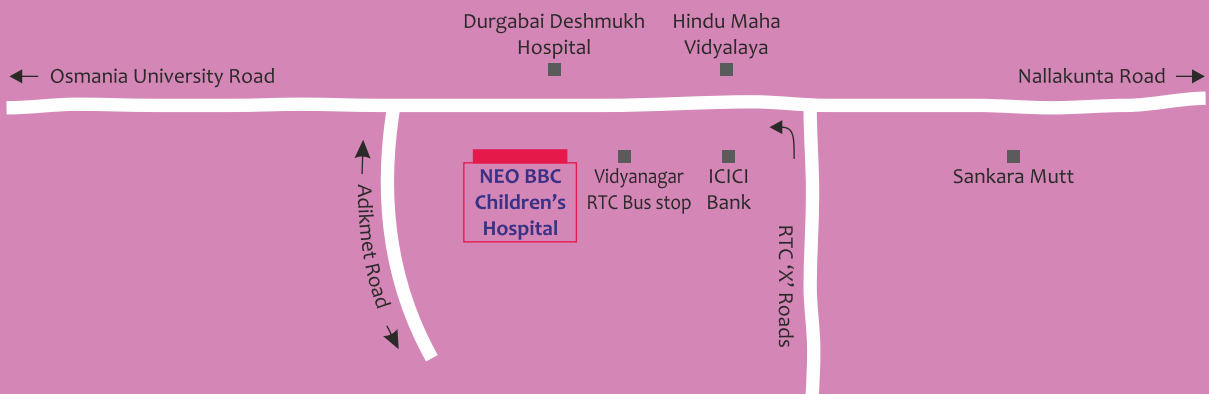 Durgabai Deshmukh
Hospital
Hindu Maha
Vidyalaya
Osmania University Road
Nallakunta Road
NEO BBC
Children's
Hospital
Vidyanagar
RTC Bus stop
ICICI
Bank
Sankara Mutt
Adikmet Road
RTC ‘X’ Roads